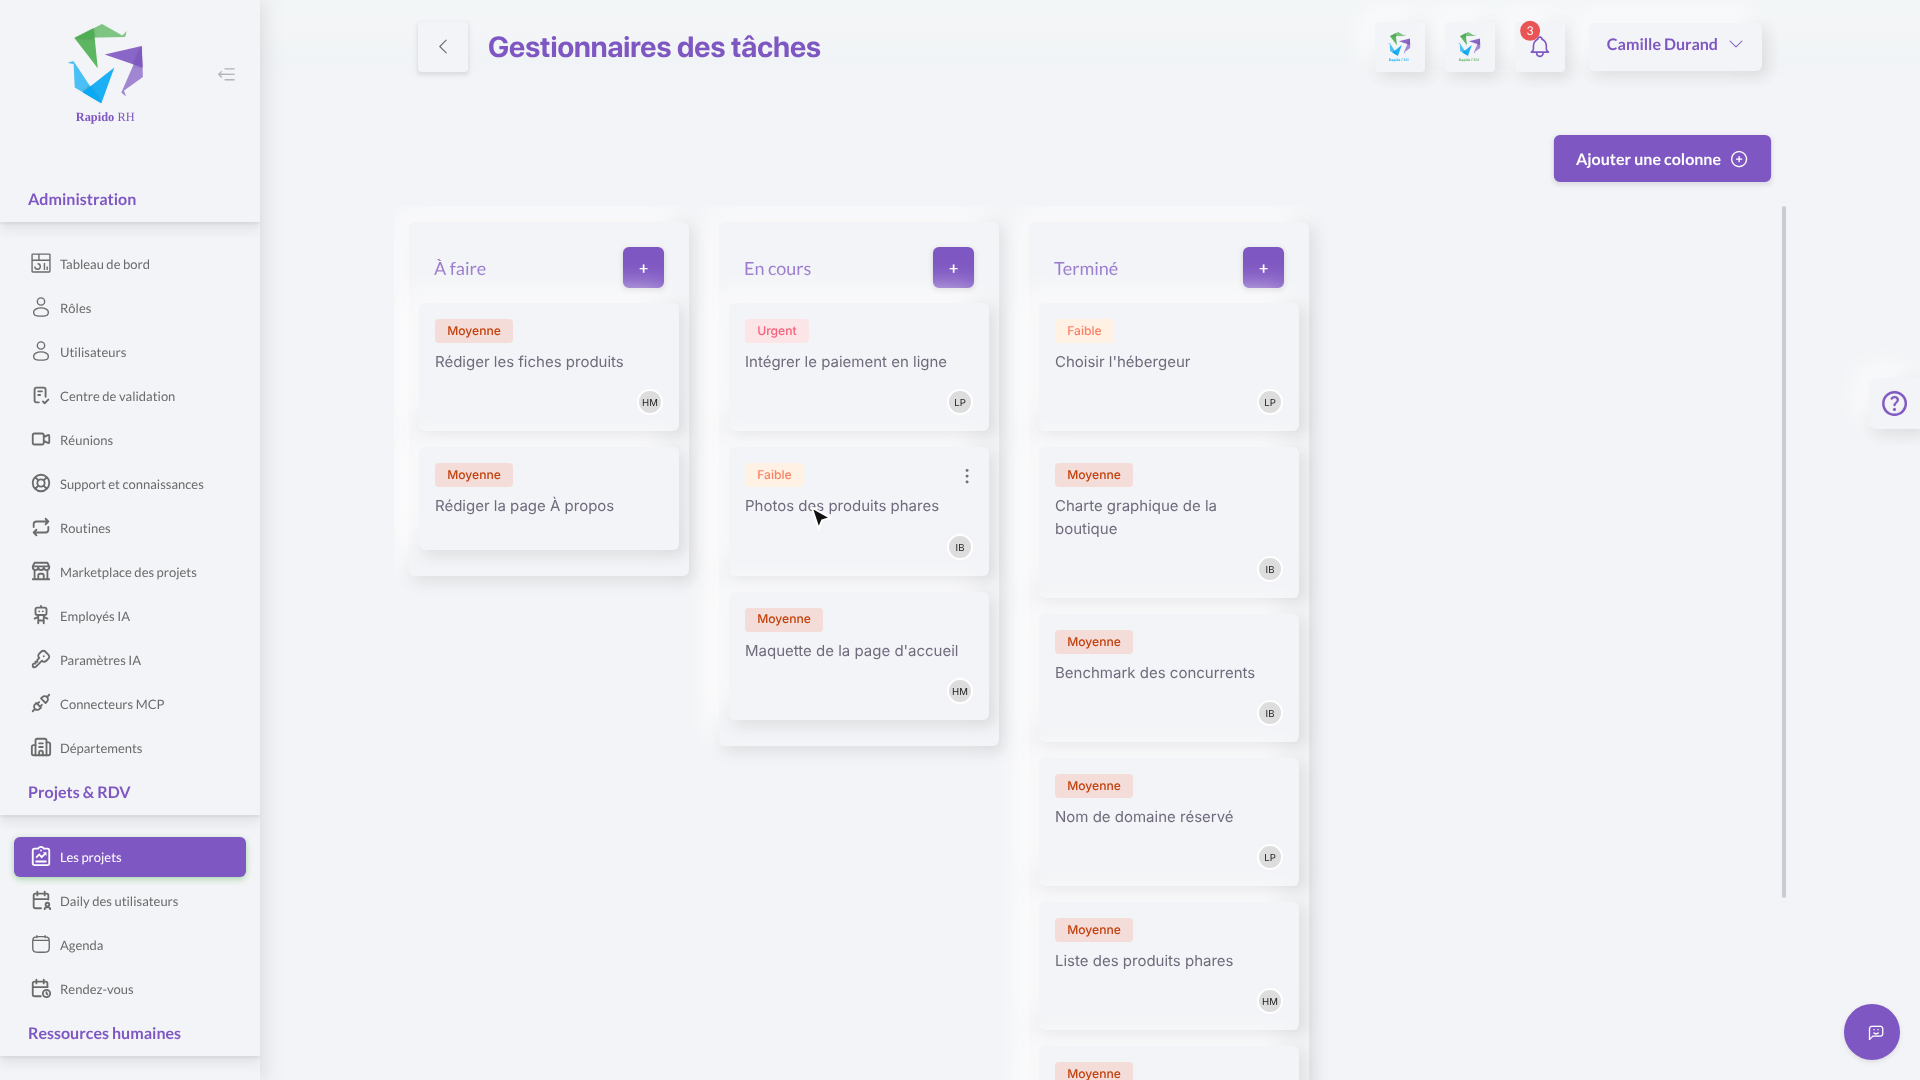 Rapido RH
Administration
Tableau de bord
Rôles
Utilisateurs
Centre de validation
Réunions
Support et connaissances
Routines
Marketplace des projets
Employés IA
Paramètres IA
Connecteurs MCP
Départements
Projets & RDV
Les projets
Daily des utilisateurs
Agenda
Rendez-vous
Ressources humaines
Gestionnaires des tâches
Rapido RH
Rapido RH
3
Camille Durand
Ajouter une colonne
À faire
+
Moyenne
Rédiger les fiches produits
HM
Moyenne
Rédiger la page À propos
En cours
+
Urgent
Intégrer le paiement en ligne
LP
Faible
Photos des produits phares
IB
Moyenne
Maquette de la page d'accueil
HM
Terminé
+
Faible
Choisir l'hébergeur
LP
Moyenne
Charte graphique de la
boutique
IB
Moyenne
Benchmark des concurrents
IB
Moyenne
Nom de domaine réservé
LP
Moyenne
Liste des produits phares
HM
Moyenne